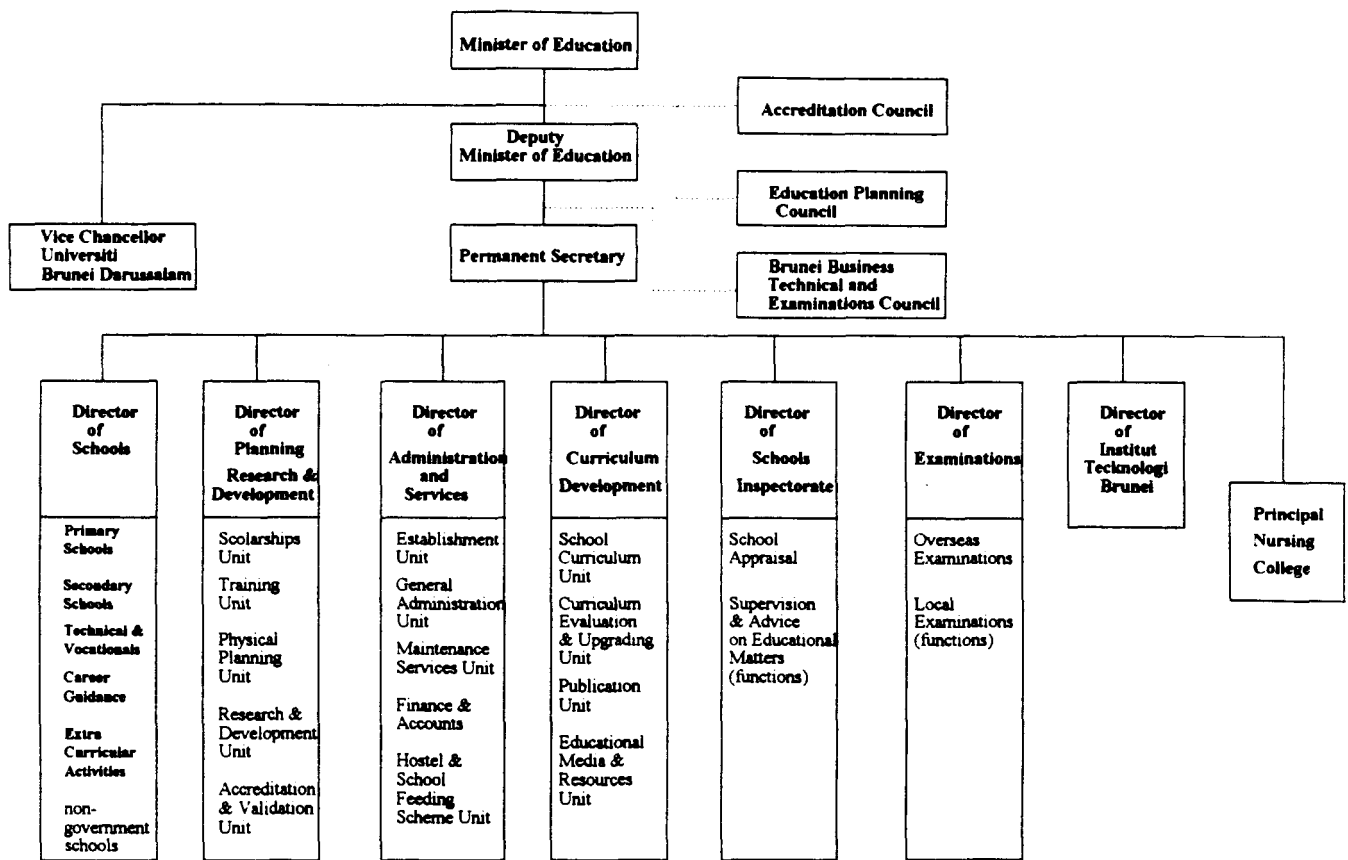 Minister of Education
Accreditation Council
Deputy
Minister of Education
Education Planning
Council
Vice Chancellor
Universiti
Brunei Darussalam
Permanent Secretary
Brunei Business
Technical and
Examinations Council
Director
of
Schools
Primary
Schools
Secondary
Schools
Technical &
Vocationals
Career
Guidance
Extra
Curricular
Activities
non-
government
schools
Director
of
Planning
Research &
Development
Scolarships
Unit
Training
Unit
Physical
Planning
Unit
Research &
Development
Unit
Accreditation
& Validation
Unit
Director
of
Administration
and
Services
Establishment
Unit
General
Administration
Unit
Maintenance
Services Unit
Finance &
Accounts
Hostel &
School
Feeding
Scheme Unit
Director
of
Curriculum
Development
School
Curriculum
Unit
Curriculum
Evaluation
& Upgrading
Unit
Publication
Unit
Educational
Media &
Resources
Unit
Director
of
Schools
Inspectorate
School
Appraisal
Supervision
& Advice
on Educational
Matters
(functions)
Director
of
Examinations
Overseas
Examinations
Local
Examinations
(functions)
Director
of
Institut
Tecknologi
Brunei
Principal
Nursing
College